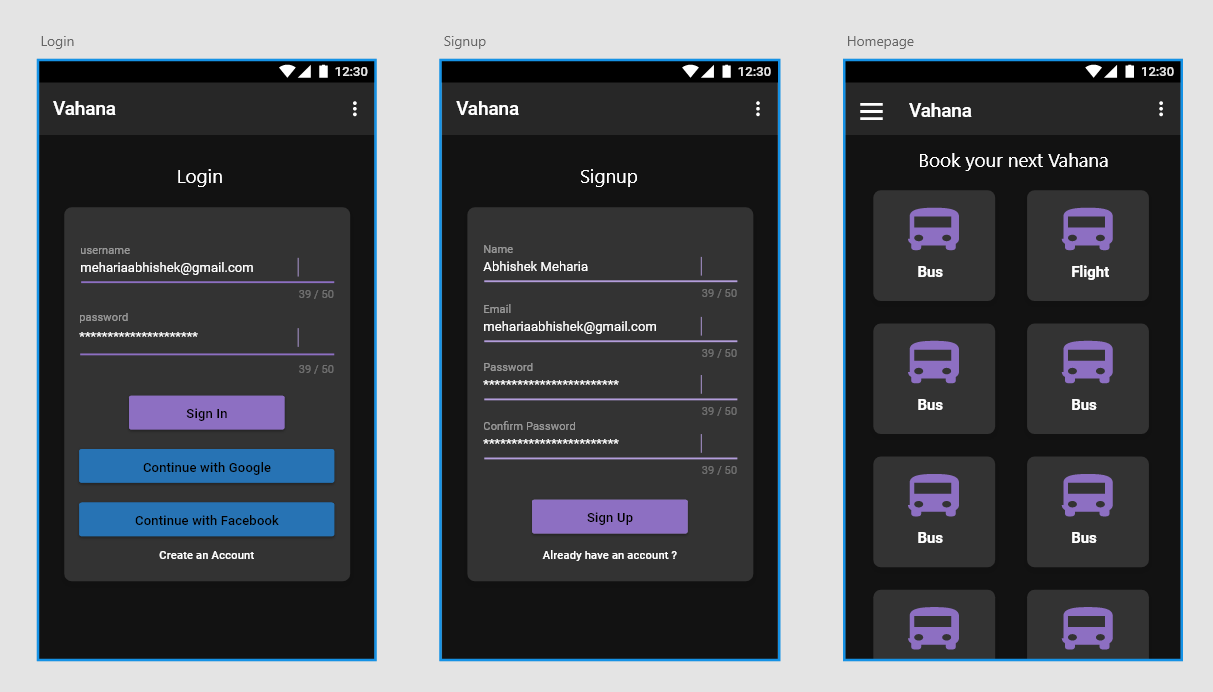 Login
12:30
Vahana
Login
username
mehariaabhishek@gmail.com
39 / 50
password
*********************
39 / 50
Sign In
Continue with Google
Continue with Facebook
Create an Account
Signup
12:30
Vahana
Signup
Name
Abhishek Meharia
39 / 50
Email
mehariaabhishek@gmail.com
39 / 50
Password
************************
39 / 50
Confirm Password
************************
39 / 50
Sign Up
Already have an account ?
Homepage
12:30
Vahana
Book your next Vahana
Bus Flight
Bus Bus
Bus Bus